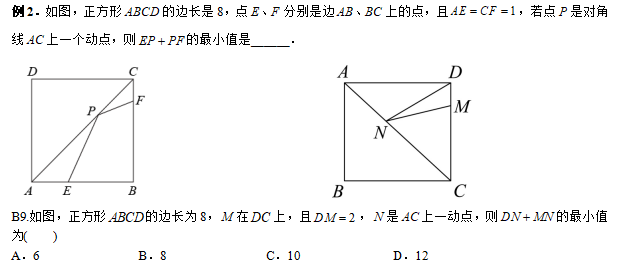 例2．如图，正方形ABCD的边长是8，点E、F分别是边AB、BC上的点，且AE=CF=1，若点P是对角
线AC上一个动点，则EP+PF的最小值是______．
D
C
P
F
A
E
B
A
D
M
N
B
C
B9.如图，正方形ABCD的边长为8，M在DC上，且DM=2，N是AC上一动点，则DN+MN的最小值
为(　　)
A．6　B．8　C．10　D．12